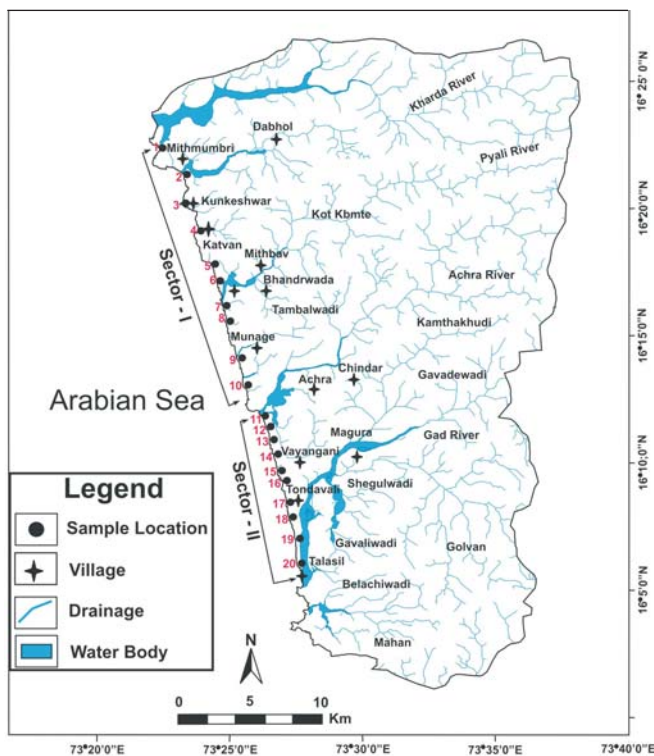 Kharda River
Dabhol
1
Mithmumbri
Pyali River
2
3
Kunkeshwar
Kot Kbmte
4
Katvan
Mithbav
5
Achra River
6
Bhandrwada
7
Tambalwadi
8
Kamthakhudi
Munage
9
Chindar
10
Achra
Gavadewadi
Sector - I
Arabian Sea
11
12
Magura
13
Gad River
14
Vayangani
15
16
Shegulwadi
Tondavali
17
18
Sector - II
19
Gavaliwadi
Golvan
20
Talasil
Belachiwadi
Mahan
Legend
Sample Location
Village
Drainage
Water Body
N
0 5 10
Km
16°25'0"N
16°20'0"N
16°15'0"N
16°10'0"N
16°5'0"N
73°20'0"E 73°25'0"E 73°30'0"E 73°35'0"E 73°40'0"E